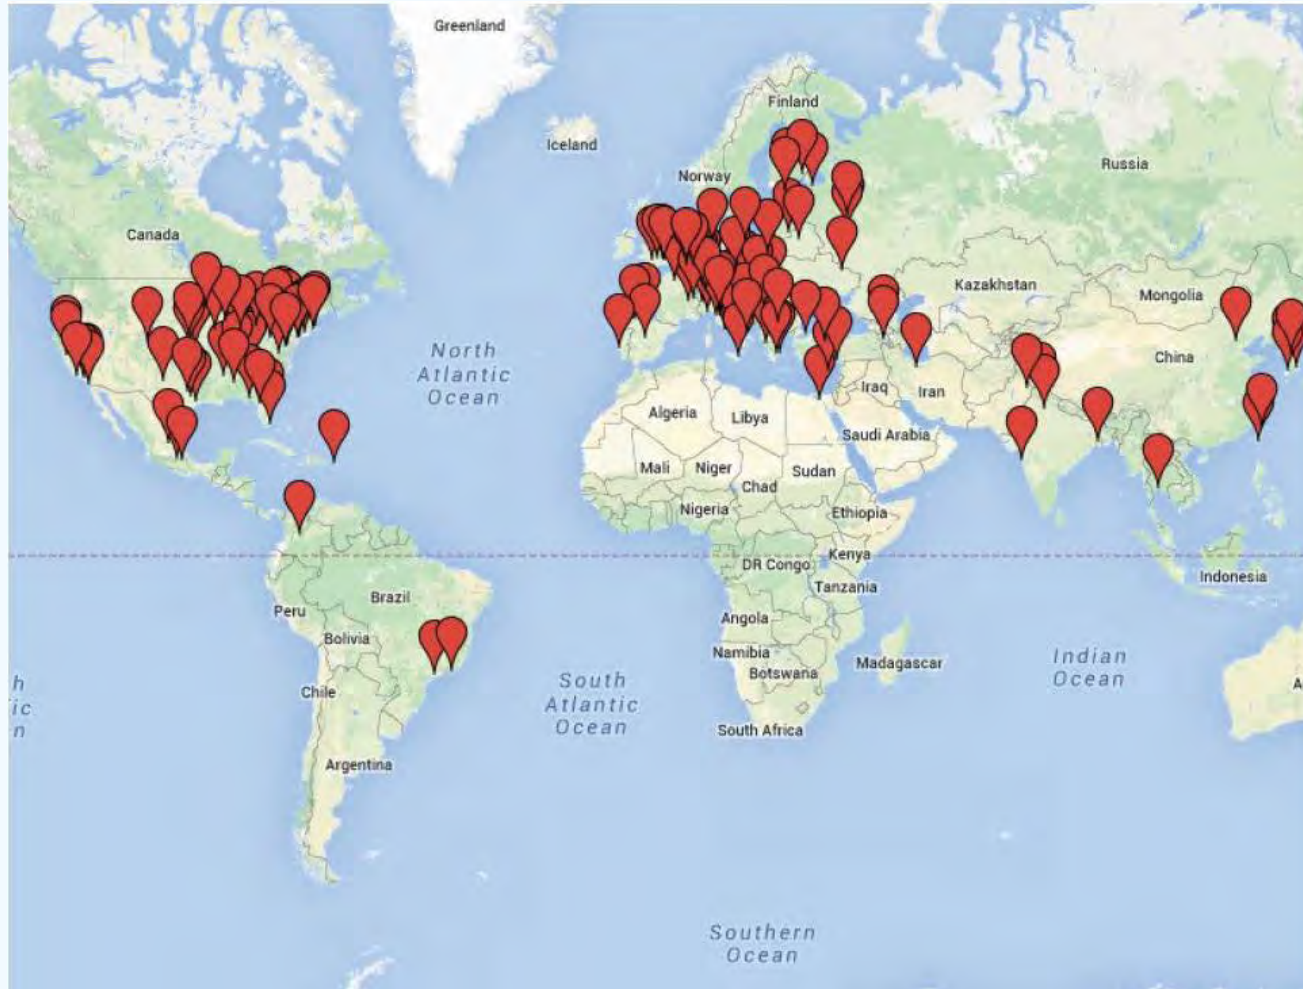 Greenland
Finland
Iceland
Russia
Norway
Canada
Kazakhstan
Mongolia
North
Atlantic
Ocean
China
Iraq
Iran
Algeria
Libya
Saudi Arabia
Mali
Niger
Sudan
Chad
Nigeria
Ethiopia
Kenya
DR Congo
Indonesia
Tanzania
Brazil
Peru
Angola
Bolivia
Namibia
Madagascar
Botswana
Indian
Ocean
h
ic
n
Chile
South
Atlantic
Ocean
A
South Africa
Argentina
Southern
Ocean